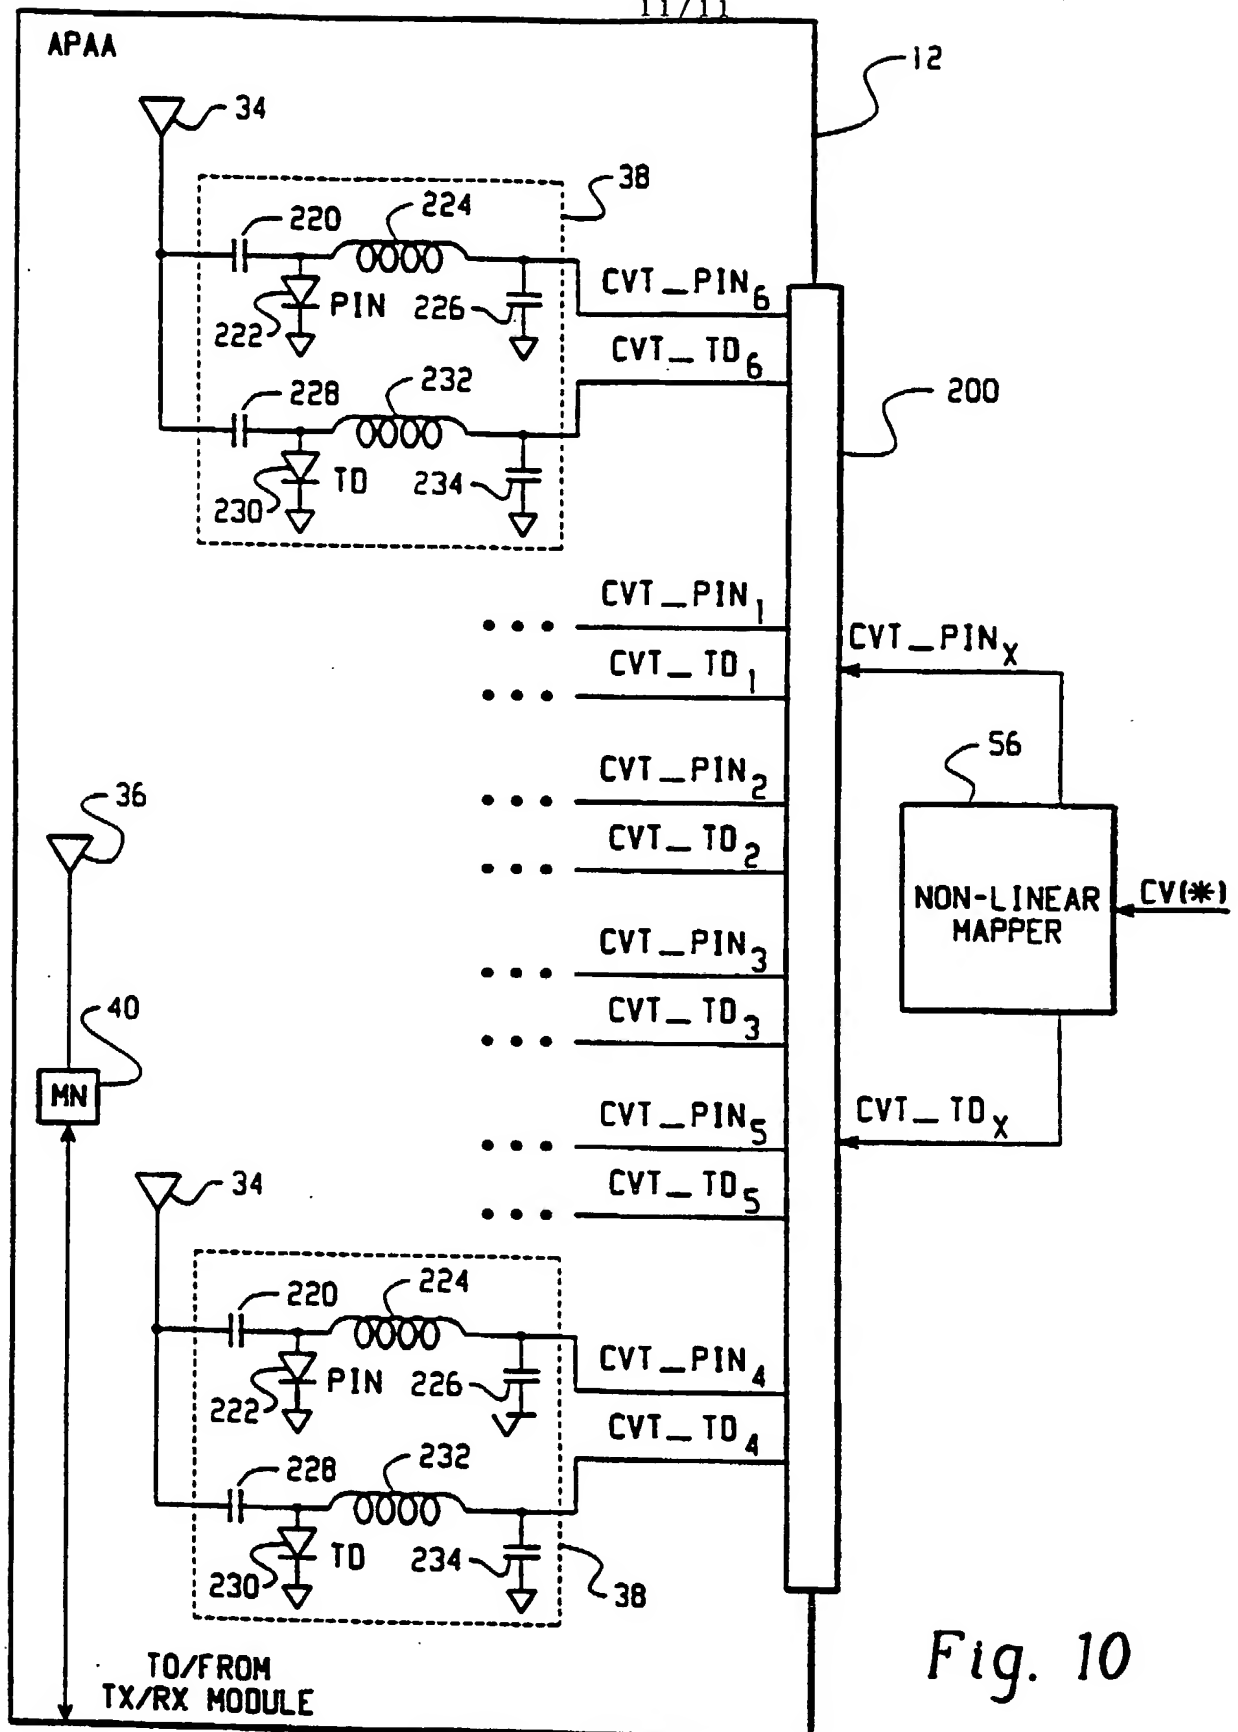 11/11
APAA
12
34
38
220
224
CVT_PIN6
222
PIN
226
CVT_TD6
228
232
200
230
TD
234
CVT_PIN1
CVT_PINX
CVT_TD1
56
CVT_PIN2
36
CVT_TD2
NON-LINEAR
MAPPER
CV(*)
CVT_PIN3
40
CVT_TD3
MN
CVT_PIN5
CVT_TDX
34
CVT_TD5
220
224
CVT_PIN4
222
PIN
226
CVT_TD4
228
232
230
TD
234
38
TO/FROM
TX/RX MODULE
Fig. 10